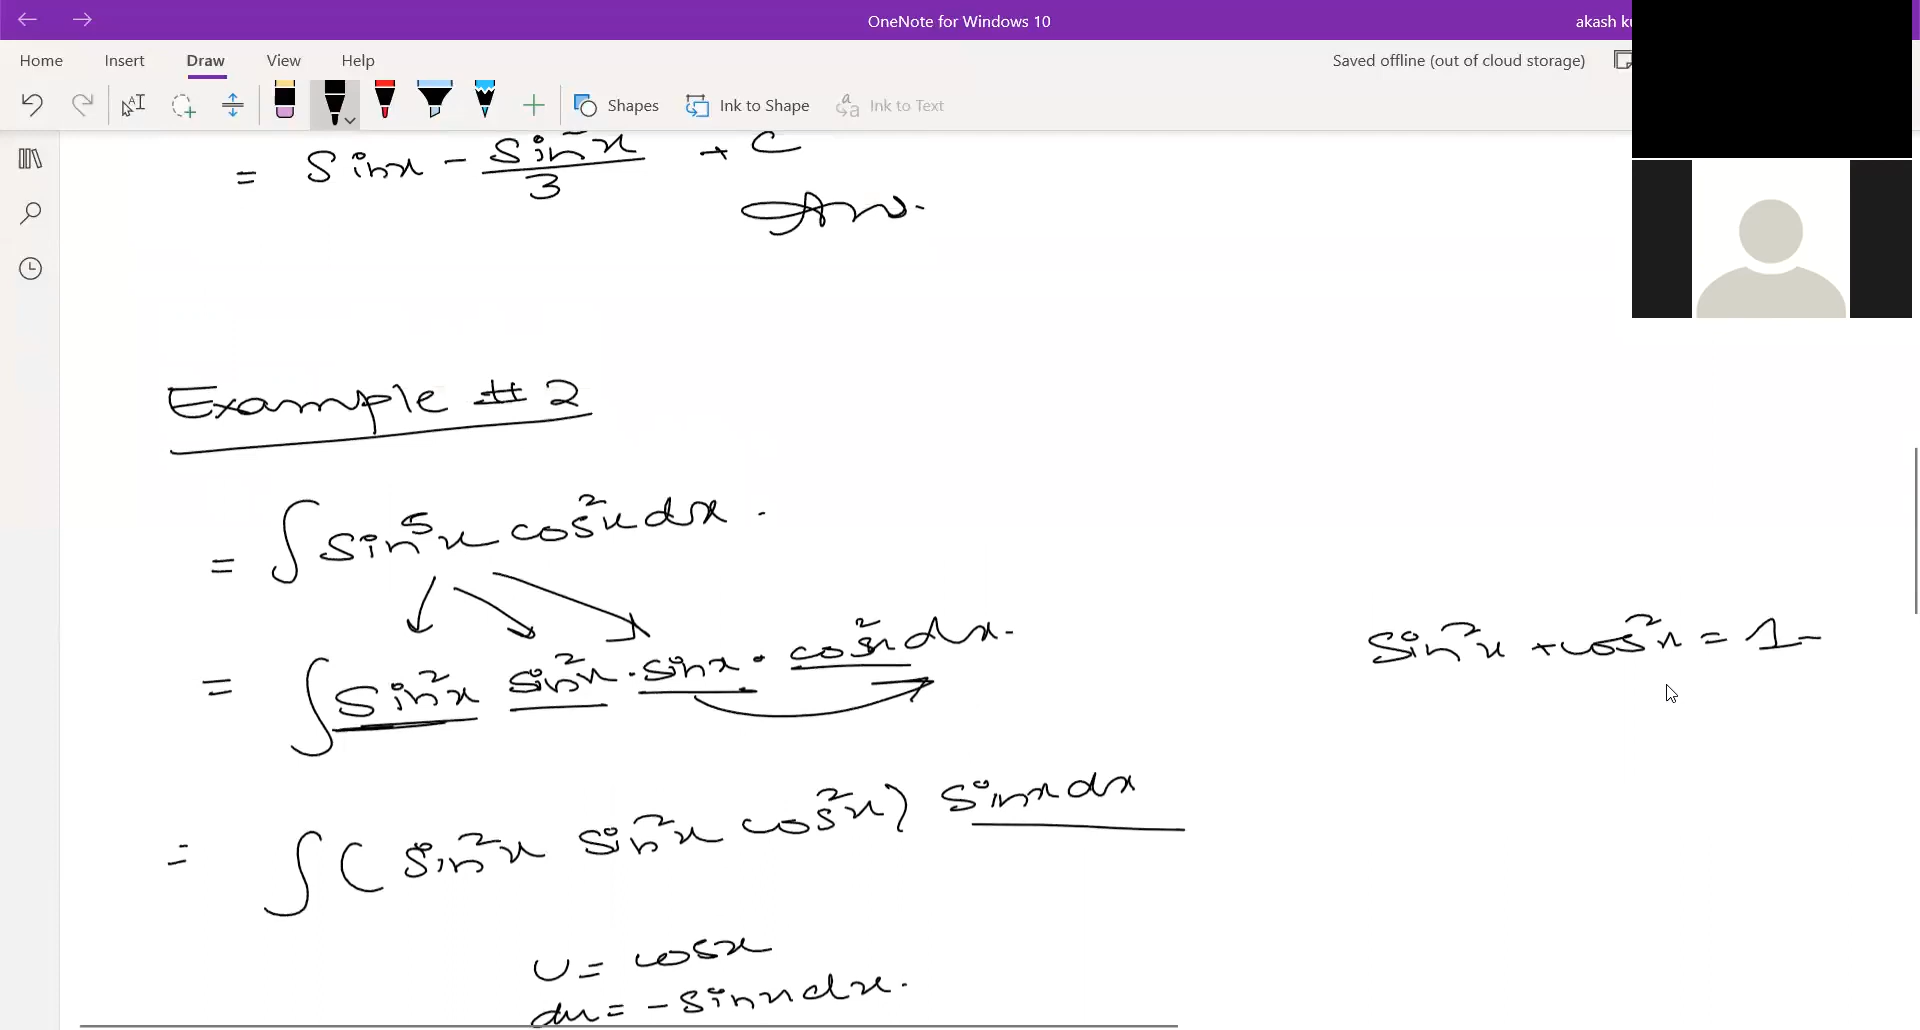 OneNote for Windows 10
akash ku
Home Insert Draw View Help
Saved offline (out of cloud storage)
Shapes Ink to Shape Ink to Text
= Sinx - sin²x/3 + C
Ans.
Example # 2
= ∫ sin⁵x cos²x dx .
= ∫ sin²x sin²x · sinx · cos²x dx.
sin²x + cos²x = 1-
= ∫ ( sin²x sin²x cos²x) sinx dx
u = cosx
du = - sinx dx.